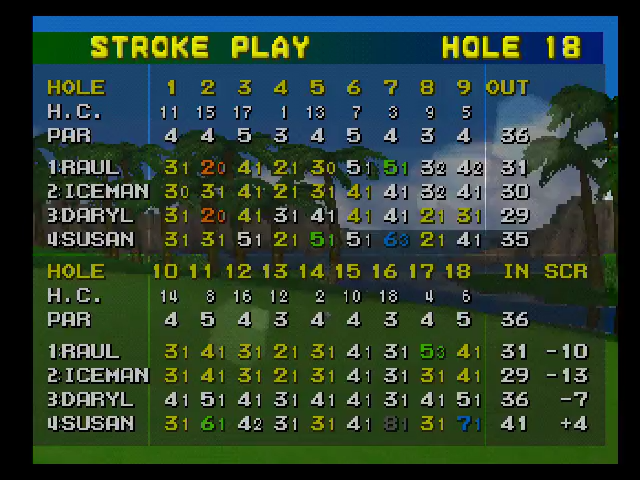 STROKE PLAY HOLE 18
HOLE 1 2 3 4 5 6 7 8 9 OUT
H.C. 11 15 17 1 13 7 3 9 5
PAR 4 4 5 3 4 5 4 3 4 36
1:RAUL 31 20 41 21 30 51 51 32 42 31
2:ICEMAN 30 31 41 21 31 41 41 32 41 30
3:DARYL 31 20 41 31 41 41 41 21 31 29
4:SUSAN 31 31 51 21 51 51 63 21 41 35
HOLE 10 11 12 13 14 15 16 17 18 IN SCR
H.C. 14 8 16 12 2 10 18 4 6
PAR 4 5 4 3 4 4 3 4 5 36
1:RAUL 31 41 31 21 31 41 31 53 41 31 -10
2:ICEMAN 31 41 31 21 31 41 31 31 41 29 -13
3:DARYL 41 51 41 31 41 41 31 41 51 36 -7
4:SUSAN 31 61 42 31 31 41 81 31 71 41 +4